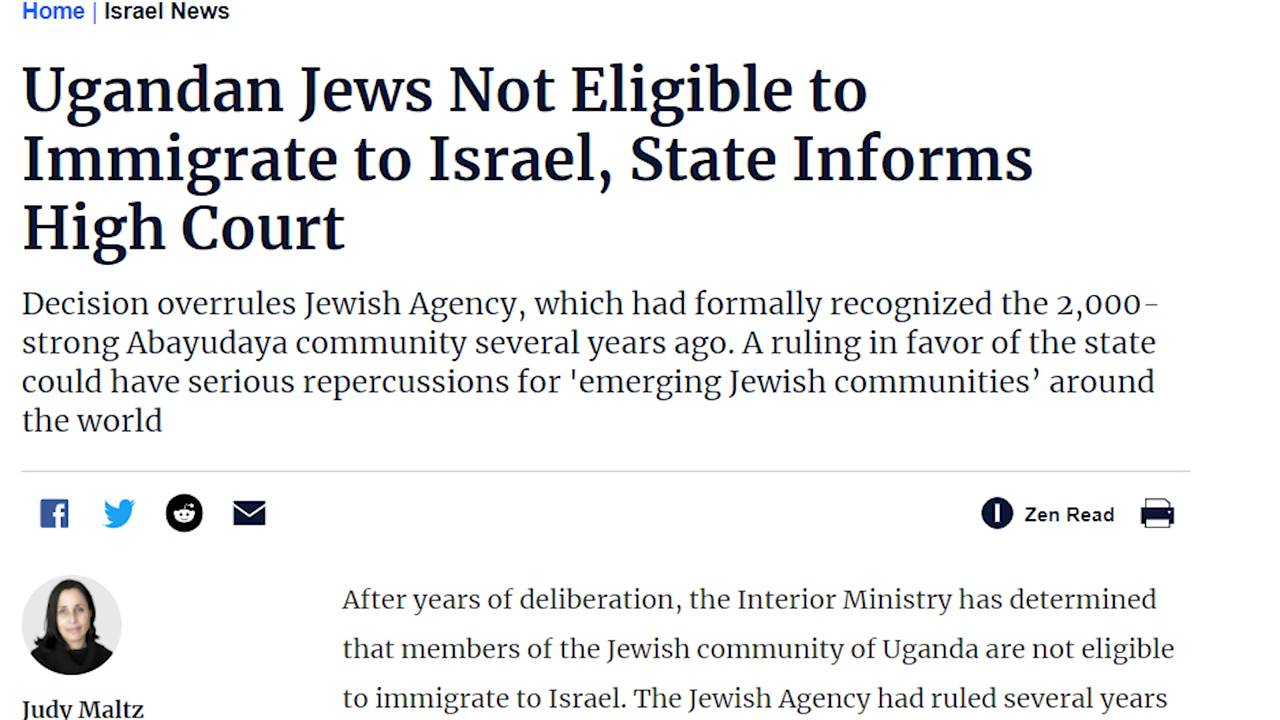 Home | Israel News
Ugandan Jews Not Eligible to
Immigrate to Israel, State Informs
High Court
Decision overrules Jewish Agency, which had formally recognized the 2,000-
strong Abayudaya community several years ago. A ruling in favor of the state
could have serious repercussions for 'emerging Jewish communities’ around
the world
Zen Read
After years of deliberation, the Interior Ministry has determined
that members of the Jewish community of Uganda are not eligible
to immigrate to Israel. The Jewish Agency had ruled several years
Judy Maltz